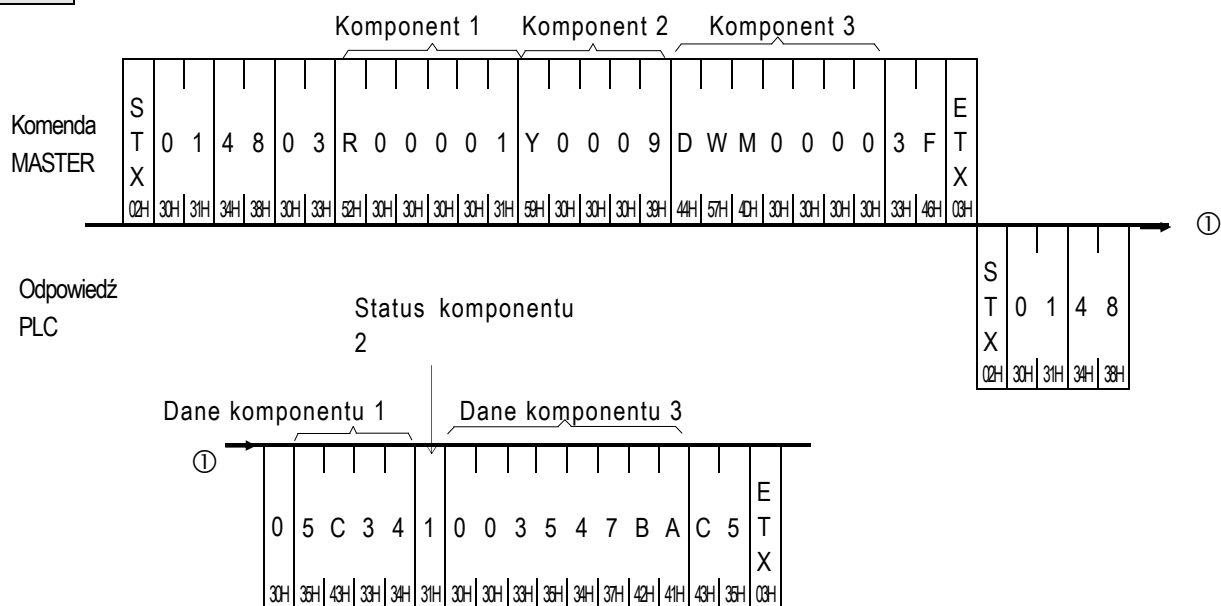 Komponent 1 Komponent 2 Komponent 3
Komenda MASTER
STX 0 1 4 8 0 3 R 0 0 0 0 1 Y 0 0 0 9 D W M 0 0 0 0 3 F ETX
02H 30H 31H 34H 38H 30H 33H 52H 30H 30H 30H 30H 31H 59H 30H 30H 30H 39H 44H 57H 4DH 30H 30H 30H 30H 33H 46H 03H
①
Odpowiedź PLC
STX 0 1 4 8
02H 30H 31H 34H 38H
Status komponentu
2
Dane komponentu 1 Dane komponentu 3
①
0 5 C 3 4 1 0 0 3 5 4 7 B A C 5 ETX
30H 35H 43H 33H 34H 31H 30H 30H 33H 35H 34H 37H 42H 41H 43H 35H 03H